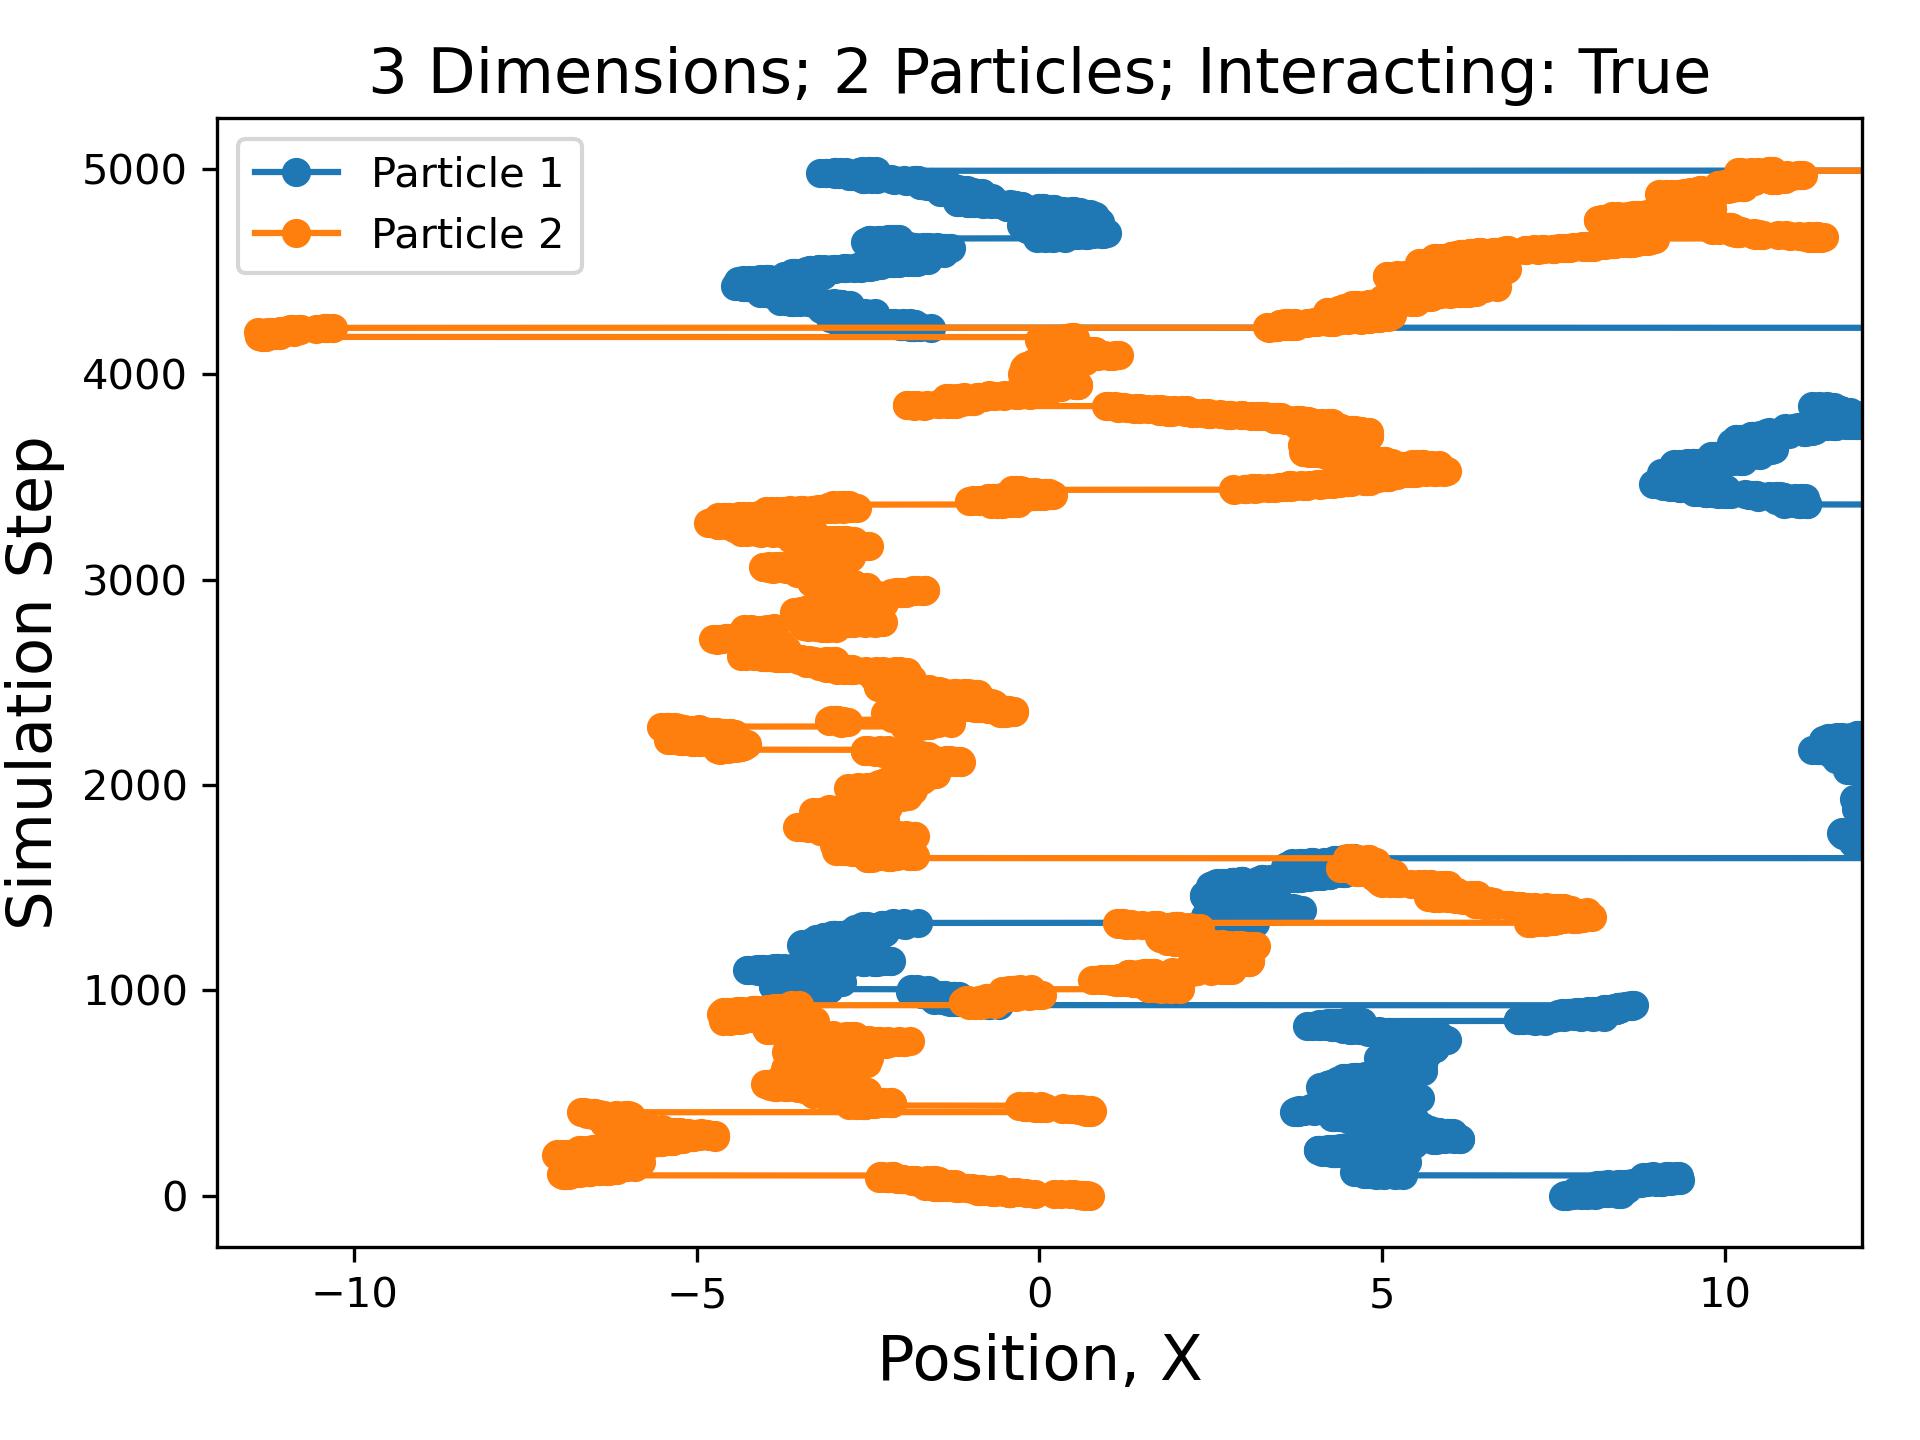 3 Dimensions; 2 Particles; Interacting: True
Particle 1
Particle 2
5000
4000
3000
2000
1000
0
Simulation Step
−10 −5 0 5 10
Position, X